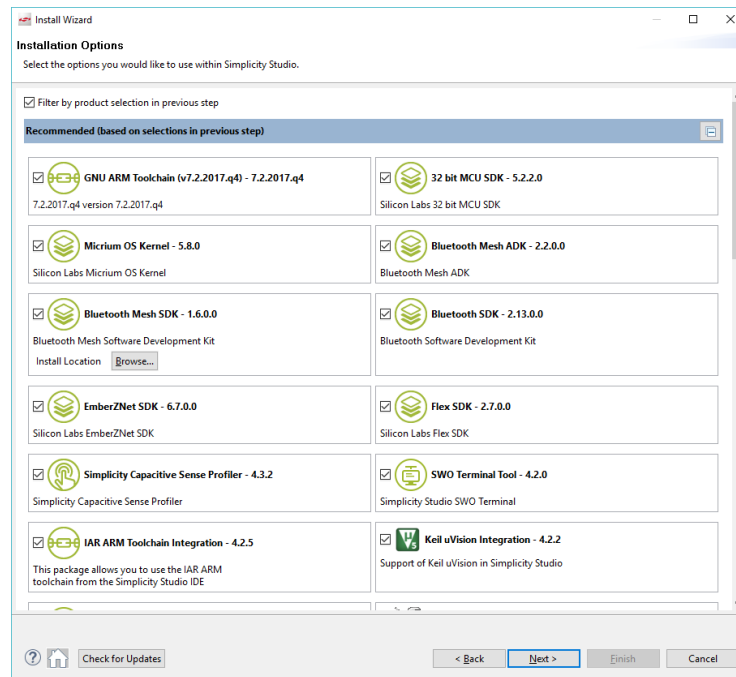 Install Wizard
Installation Options
Select the options you would like to use within Simplicity Studio.
Filter by product selection in previous step
Recommended (based on selections in previous step)
GNU ARM Toolchain (v7.2.2017.q4) - 7.2.2017.q4
7.2.2017.q4 version 7.2.2017.q4
32 bit MCU SDK - 5.2.2.0
Silicon Labs 32 bit MCU SDK
Micrium OS Kernel - 5.8.0
Silicon Labs Micrium OS Kernel
Bluetooth Mesh ADK - 2.2.0.0
Bluetooth Mesh ADK
Bluetooth Mesh SDK - 1.6.0.0
Bluetooth Mesh Software Development Kit
Install Location Browse...
Bluetooth SDK - 2.13.0.0
Bluetooth Software Development Kit
EmberZNet SDK - 6.7.0.0
Silicon Labs EmberZNet SDK
Flex SDK - 2.7.0.0
Silicon Labs Flex SDK
Simplicity Capacitive Sense Profiler - 4.3.2
Simplicity Capacitive Sense Profiler
SWO Terminal Tool - 4.2.0
Simplicity Studio SWO Terminal
IAR ARM Toolchain Integration - 4.2.5
This package allows you to use the IAR ARM
toolchain from the Simplicity Studio IDE
Keil uVision Integration - 4.2.2
Support of Keil uVision in Simplicity Studio
Check for Updates
< Back
Next >
Finish
Cancel